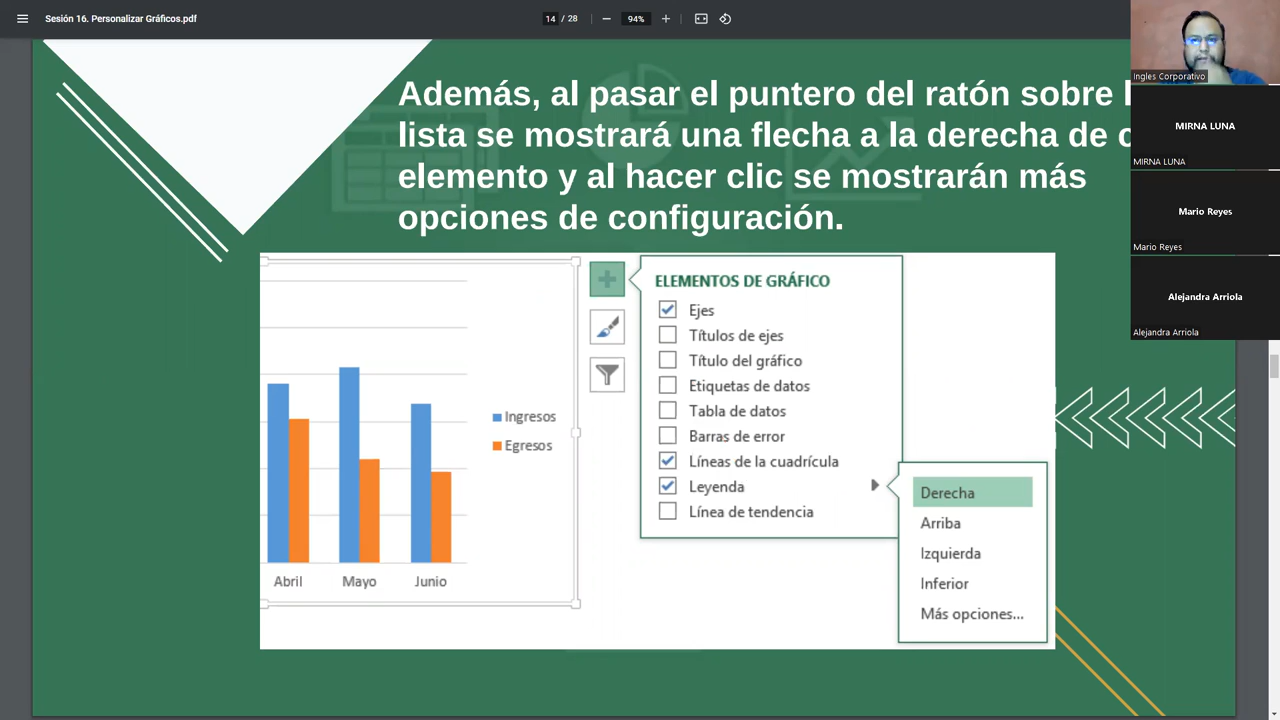 Sesión 16. Personalizar Gráficos.pdf
14 / 28
94%
Además, al pasar el puntero del ratón sobre
lista se mostrará una flecha a la derecha de
elemento y al hacer clic se mostrarán más
opciones de configuración.
ELEMENTOS DE GRÁFICO
Ejes
Títulos de ejes
Título del gráfico
Etiquetas de datos
Tabla de datos
Barras de error
Líneas de la cuadrícula
Leyenda
Línea de tendencia
Derecha
Arriba
Izquierda
Inferior
Más opciones...
Ingresos
Egresos
Abril
Mayo
Junio
Ingles Corporativo
MIRNA LUNA
MIRNA LUNA
Mario Reyes
Mario Reyes
Alejandra Arriola
Alejandra Arriola